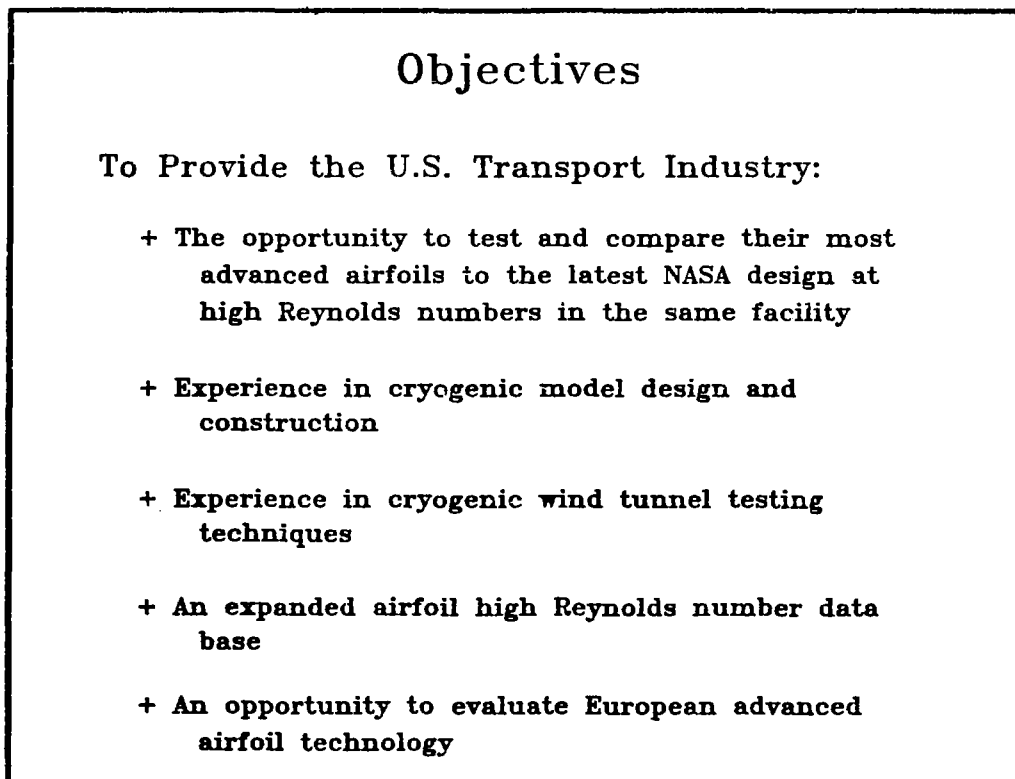 Objectives
To Provide the U.S. Transport Industry:
+ The opportunity to test and compare their most
advanced airfoils to the latest NASA design at
high Reynolds numbers in the same facility
+ Experience in cryogenic model design and
construction
+ Experience in cryogenic wind tunnel testing
techniques
+ An expanded airfoil high Reynolds number data
base
+ An opportunity to evaluate European advanced
airfoil technology